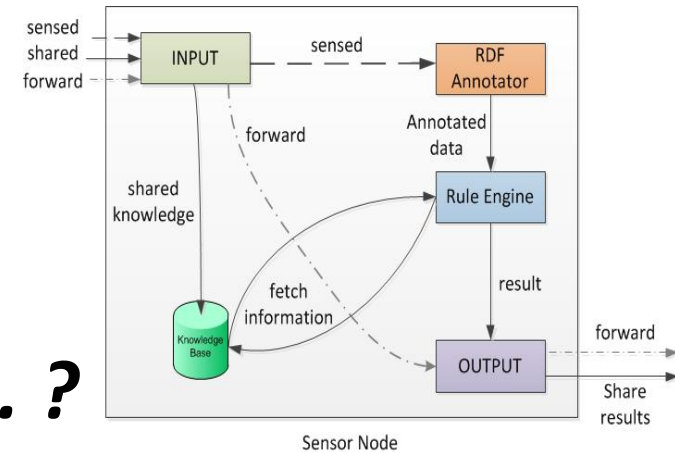 sensed
shared
forward
INPUT
sensed
RDF
Annotator
forward
Annotated
data
shared
knowledge
Rule Engine
fetch
information
result
Knowledge
Base
OUTPUT
forward
Share
results
. ?
Sensor Node